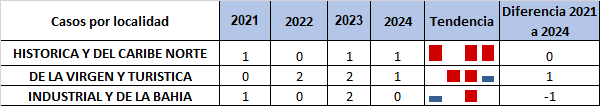 Casos por localidad 2021 2022 2023 2024 Tendencia Diferencia 2021 a 2024
HISTORICA Y DEL CARIBE NORTE 1 0 1 1 0
DE LA VIRGEN Y TURISTICA 0 2 2 1 1
INDUSTRIAL Y DE LA BAHIA 1 0 2 0 -1